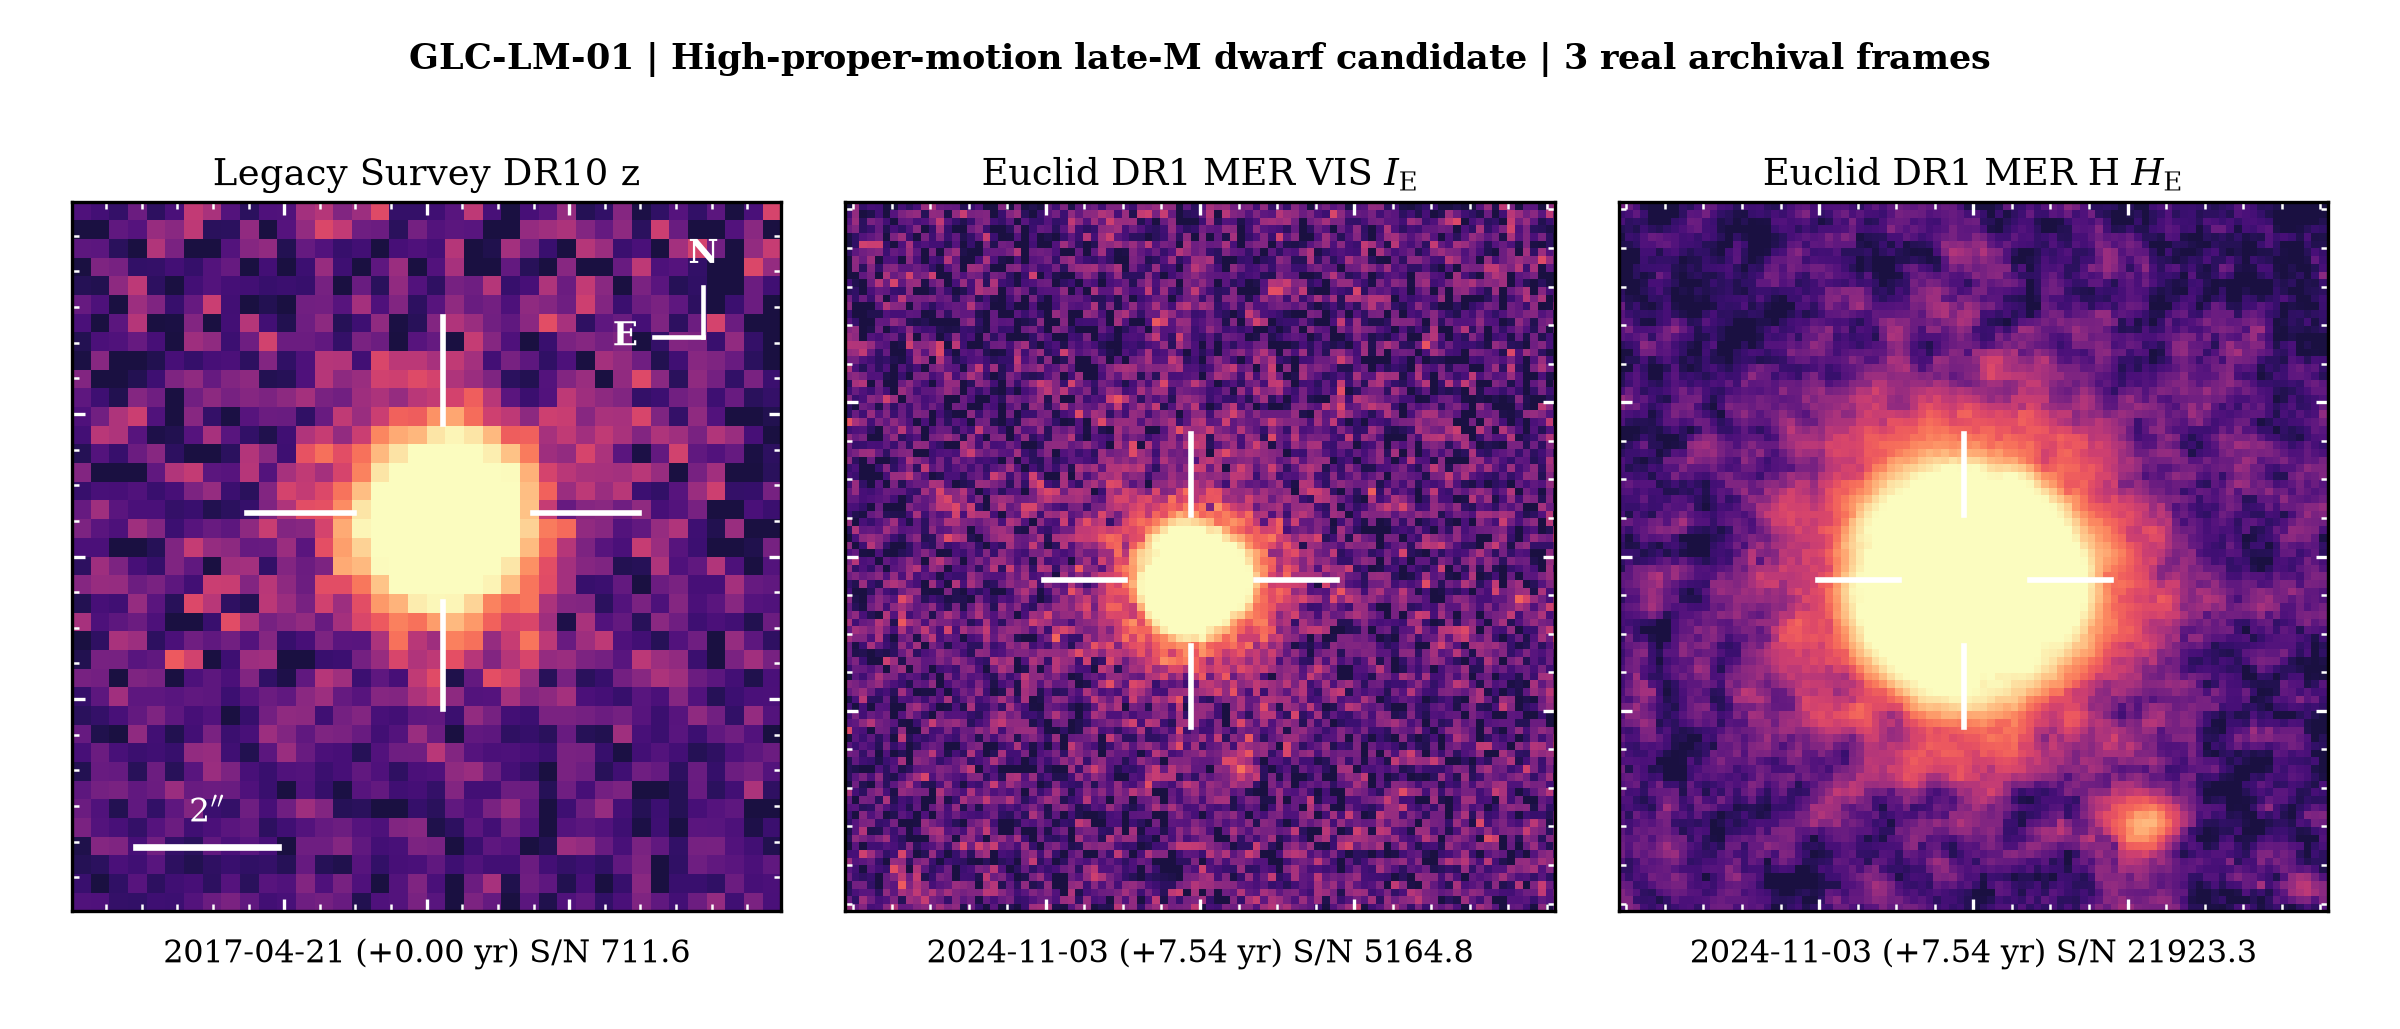 GLC-LM-01 | High-proper-motion late-M dwarf candidate | 3 real archival frames
Legacy Survey DR10 z
Euclid DR1 MER VIS I_E
Euclid DR1 MER H H_E
N
E
2″
2017-04-21 (+0.00 yr) S/N 711.6
2024-11-03 (+7.54 yr) S/N 5164.8
2024-11-03 (+7.54 yr) S/N 21923.3